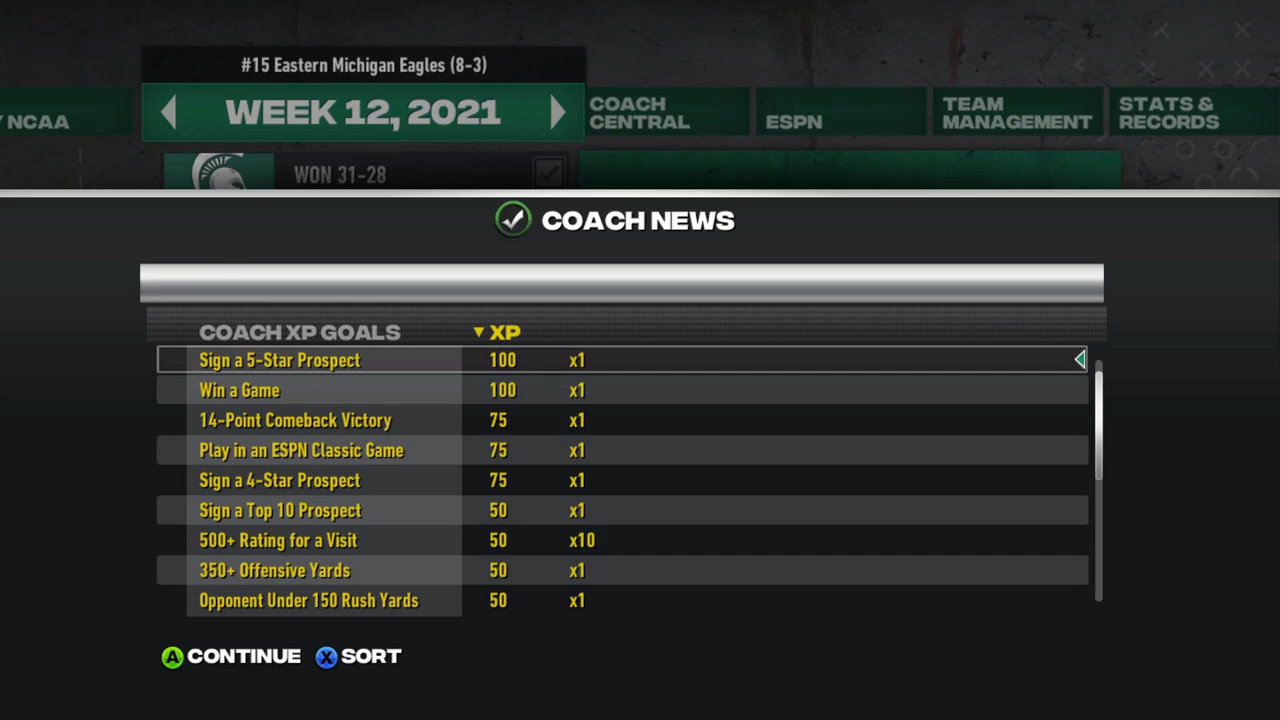 #15 Eastern Michigan Eagles (8-3)
NCAA
WEEK 12, 2021
COACH CENTRAL
ESPN
TEAM MANAGEMENT
STATS & RECORDS
WON 31-28
COACH NEWS
COACH XP GOALS XP
Sign a 5-Star Prospect 100 x1
Win a Game 100 x1
14-Point Comeback Victory 75 x1
Play in an ESPN Classic Game 75 x1
Sign a 4-Star Prospect 75 x1
Sign a Top 10 Prospect 50 x1
500+ Rating for a Visit 50 x10
350+ Offensive Yards 50 x1
Opponent Under 150 Rush Yards 50 x1
A CONTINUE X SORT